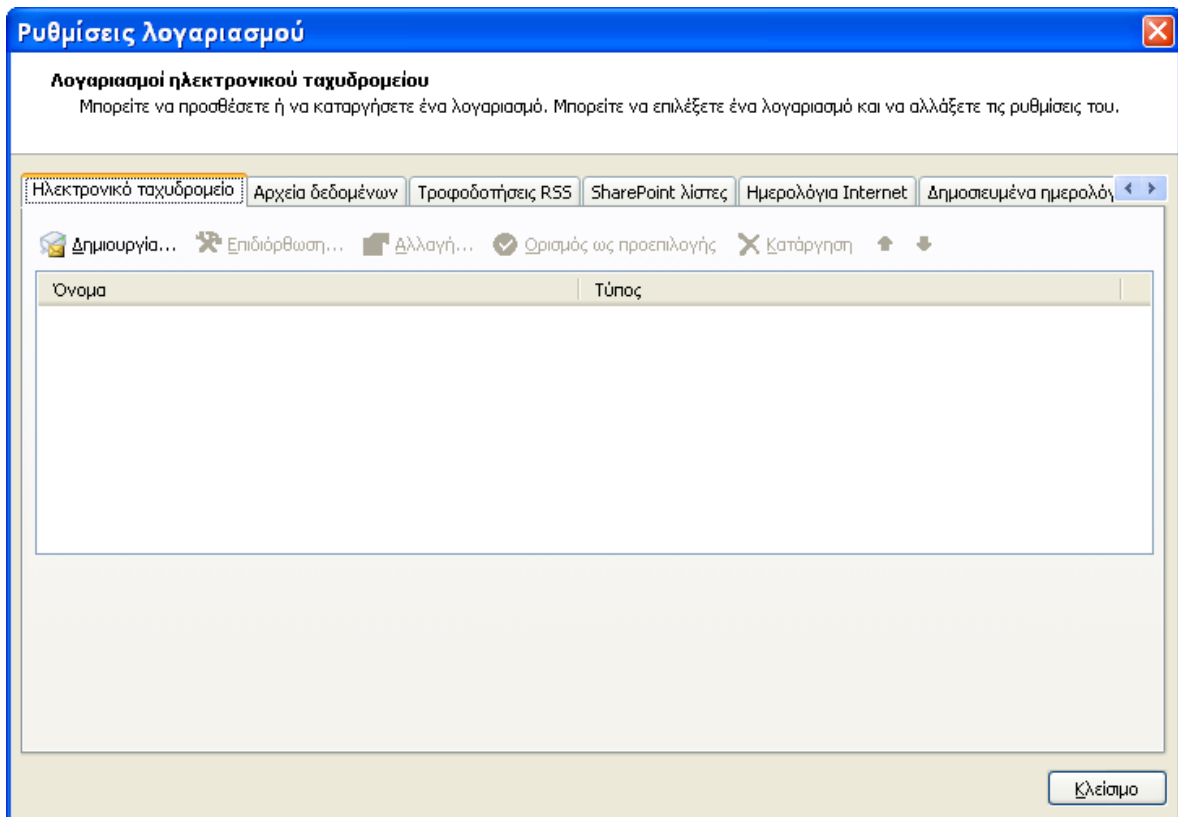 Ρυθμίσεις λογαριασμού
Λογαριασμοί ηλεκτρονικού ταχυδρομείου
Μπορείτε να προσθέσετε ή να καταργήσετε ένα λογαριασμό. Μπορείτε να επιλέξετε ένα λογαριασμό και να αλλάξετε τις ρυθμίσεις του.
Ηλεκτρονικό ταχυδρομείο Αρχεία δεδομένων Τροφοδοτήσεις RSS SharePoint λίστες Ημερολόγια Internet Δημοσιευμένα ημερολόγ
Δημιουργία... Επιδιόρθωση... Αλλαγή... Ορισμός ως προεπιλογής Κατάργηση
Όνομα Τύπος
Κλείσιμο